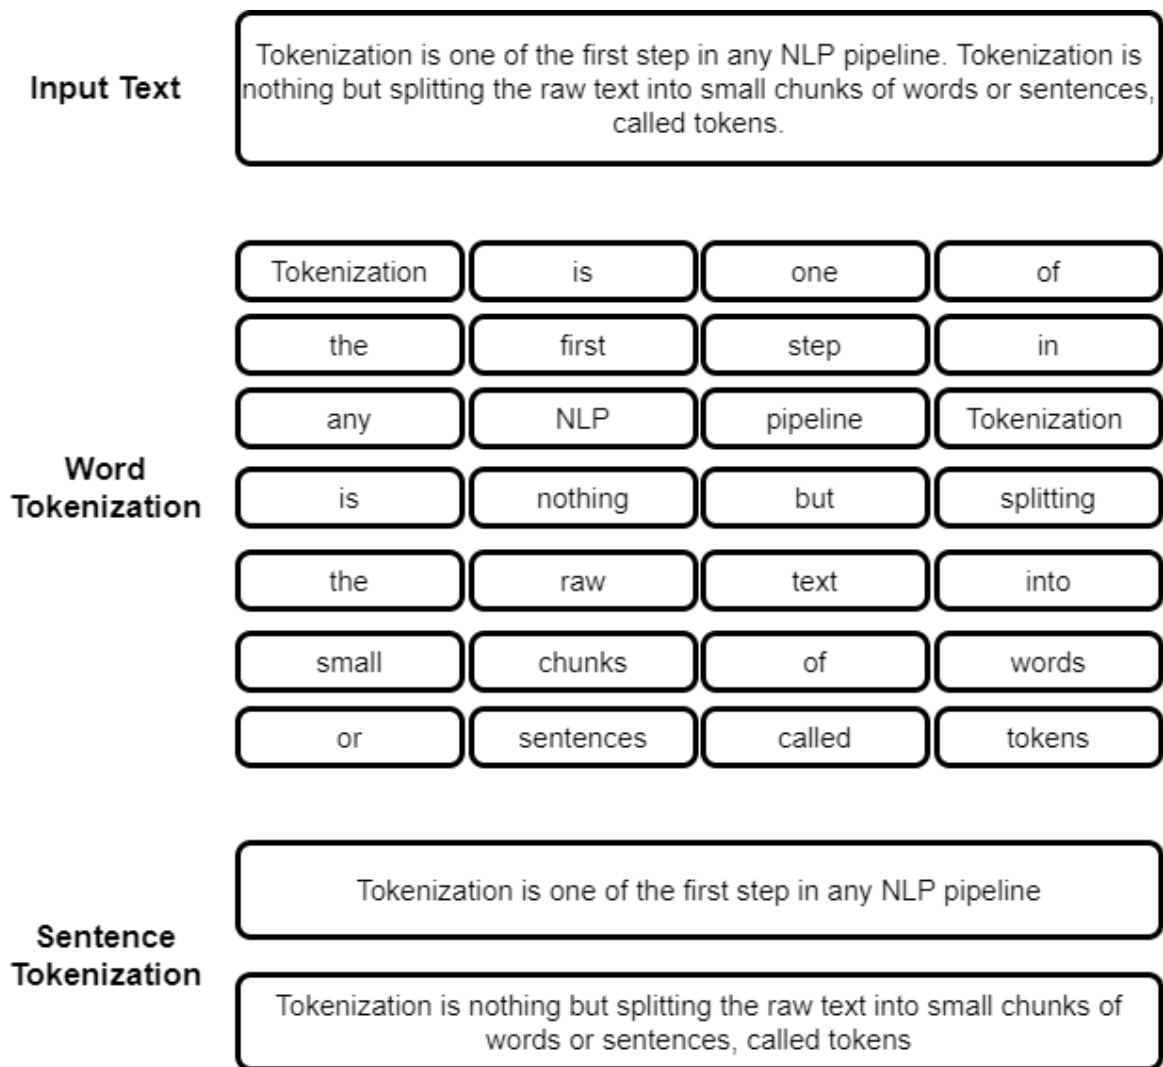 Input Text
Tokenization is one of the first step in any NLP pipeline. Tokenization is
nothing but splitting the raw text into small chunks of words or sentences,
called tokens.
Word
Tokenization
Tokenization is one of
the first step in
any NLP pipeline Tokenization
is nothing but splitting
the raw text into
small chunks of words
or sentences called tokens
Sentence
Tokenization
Tokenization is one of the first step in any NLP pipeline
Tokenization is nothing but splitting the raw text into small chunks of
words or sentences, called tokens